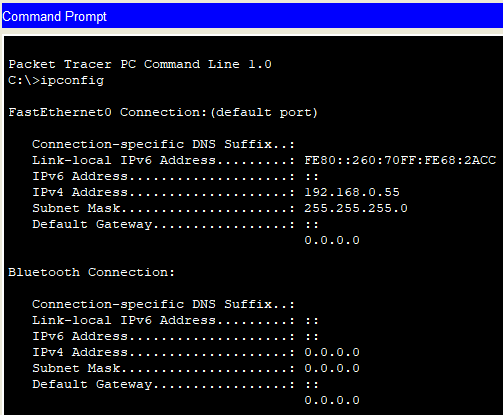 Command Prompt
Packet Tracer PC Command Line 1.0
C:\>ipconfig
FastEthernet0 Connection:(default port)
Connection-specific DNS Suffix..:
Link-local IPv6 Address.........: FE80::260:70FF:FE68:2ACC
IPv6 Address....................: ::
IPv4 Address....................: 192.168.0.55
Subnet Mask.....................: 255.255.255.0
Default Gateway.................: ::
0.0.0.0
Bluetooth Connection:
Connection-specific DNS Suffix..:
Link-local IPv6 Address.........: ::
IPv6 Address....................: ::
IPv4 Address....................: 0.0.0.0
Subnet Mask.....................: 0.0.0.0
Default Gateway.................: ::
0.0.0.0